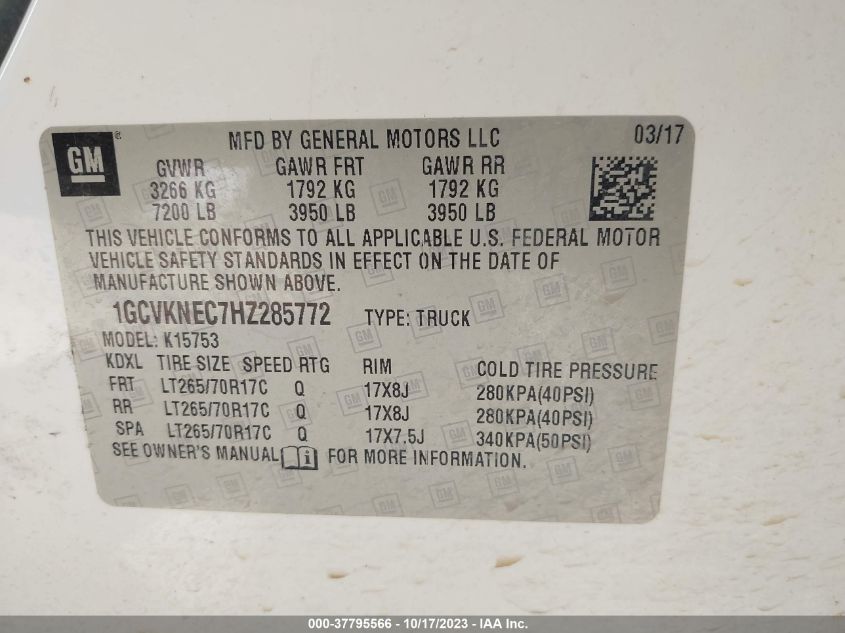 GM ®
MFD BY GENERAL MOTORS LLC 03/17
GVWR GAWR FRT GAWR RR
3266 KG 1792 KG 1792 KG
7200 LB 3950 LB 3950 LB
THIS VEHICLE CONFORMS TO ALL APPLICABLE U.S. FEDERAL MOTOR
VEHICLE SAFETY STANDARDS IN EFFECT ON THE DATE OF
MANUFACTURE SHOWN ABOVE.
1GCVKNEC7HZ285772 TYPE: TRUCK
MODEL: K15753
KDXL TIRE SIZE SPEED RTG RIM COLD TIRE PRESSURE
FRT LT265/70R17C Q 17X8J 280KPA(40PSI)
RR LT265/70R17C Q 17X8J 280KPA(40PSI)
SPA LT265/70R17C Q 17X7.5J 340KPA(50PSI)
SEE OWNER'S MANUAL i FOR MORE INFORMATION.
000-37795566 - 10/17/2023 - IAA Inc.